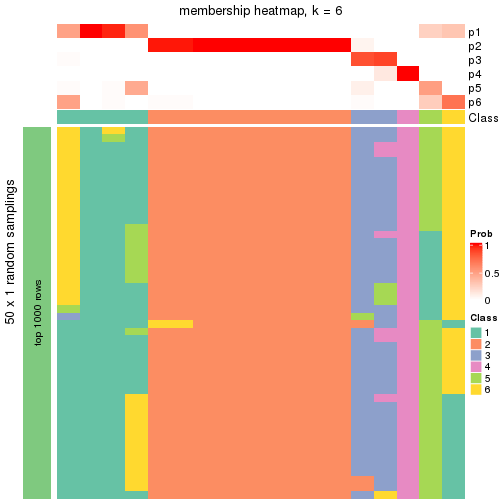 membership heatmap, k = 6
p1
p2
p3
p4
p5
p6
Class
50 x 1 random samplings
top 1000 rows
Prob
1
0.5
0
Class
1
2
3
4
5
6